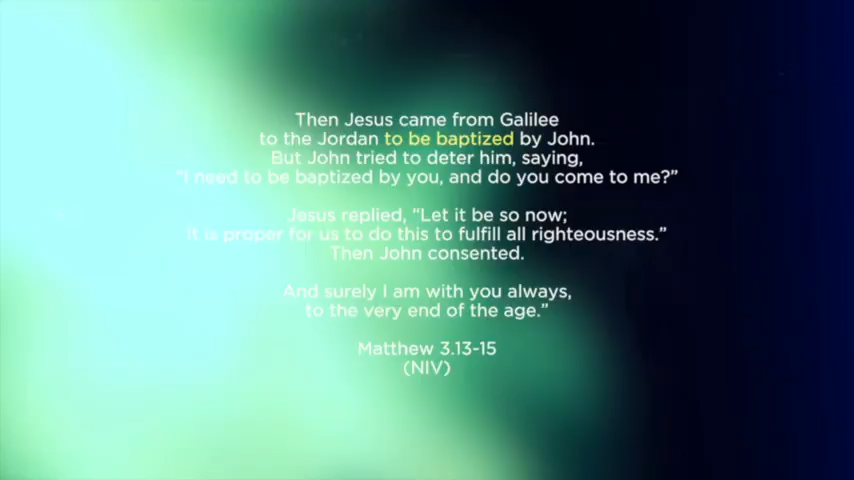 Then Jesus came from Galilee
to the Jordan to be baptized by John.
But John tried to deter him, saying,
“I need to be baptized by you, and do you come to me?”
Jesus replied, “Let it be so now;
it is proper for us to do this to fulfill all righteousness.”
Then John consented.
And surely I am with you always,
to the very end of the age.”
Matthew 3.13-15
(NIV)